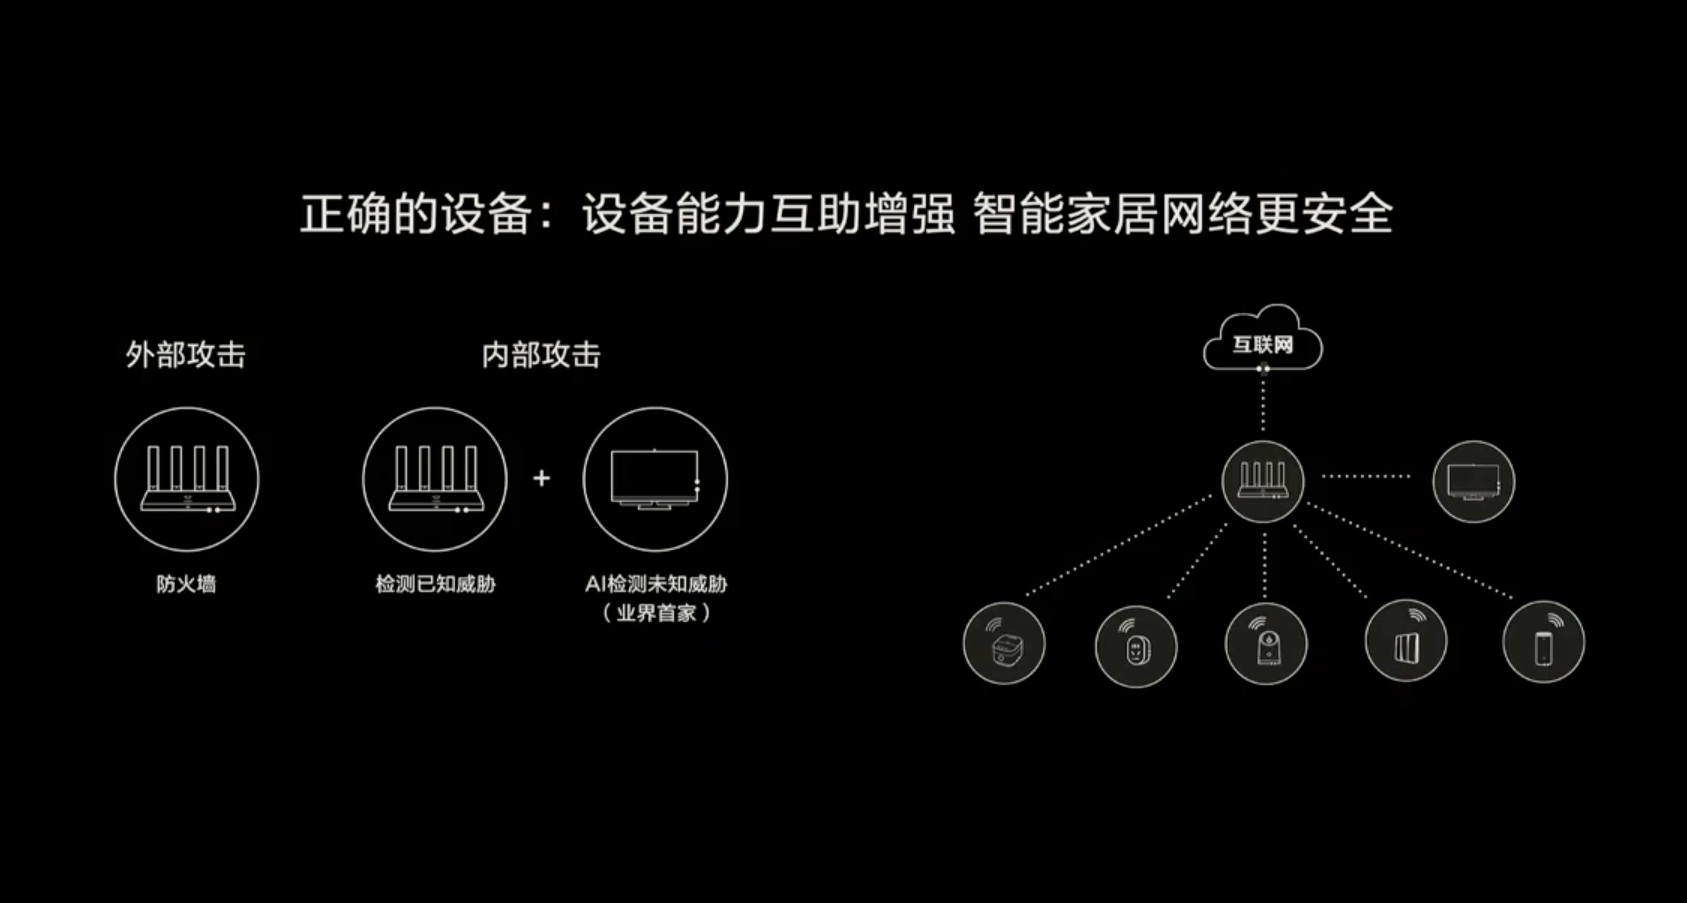 正确的设备：设备能力互助增强 智能家居网络更安全
外部攻击
内部攻击
防火墙
检测已知威胁
+
AI检测未知威胁
（业界首家）
互联网